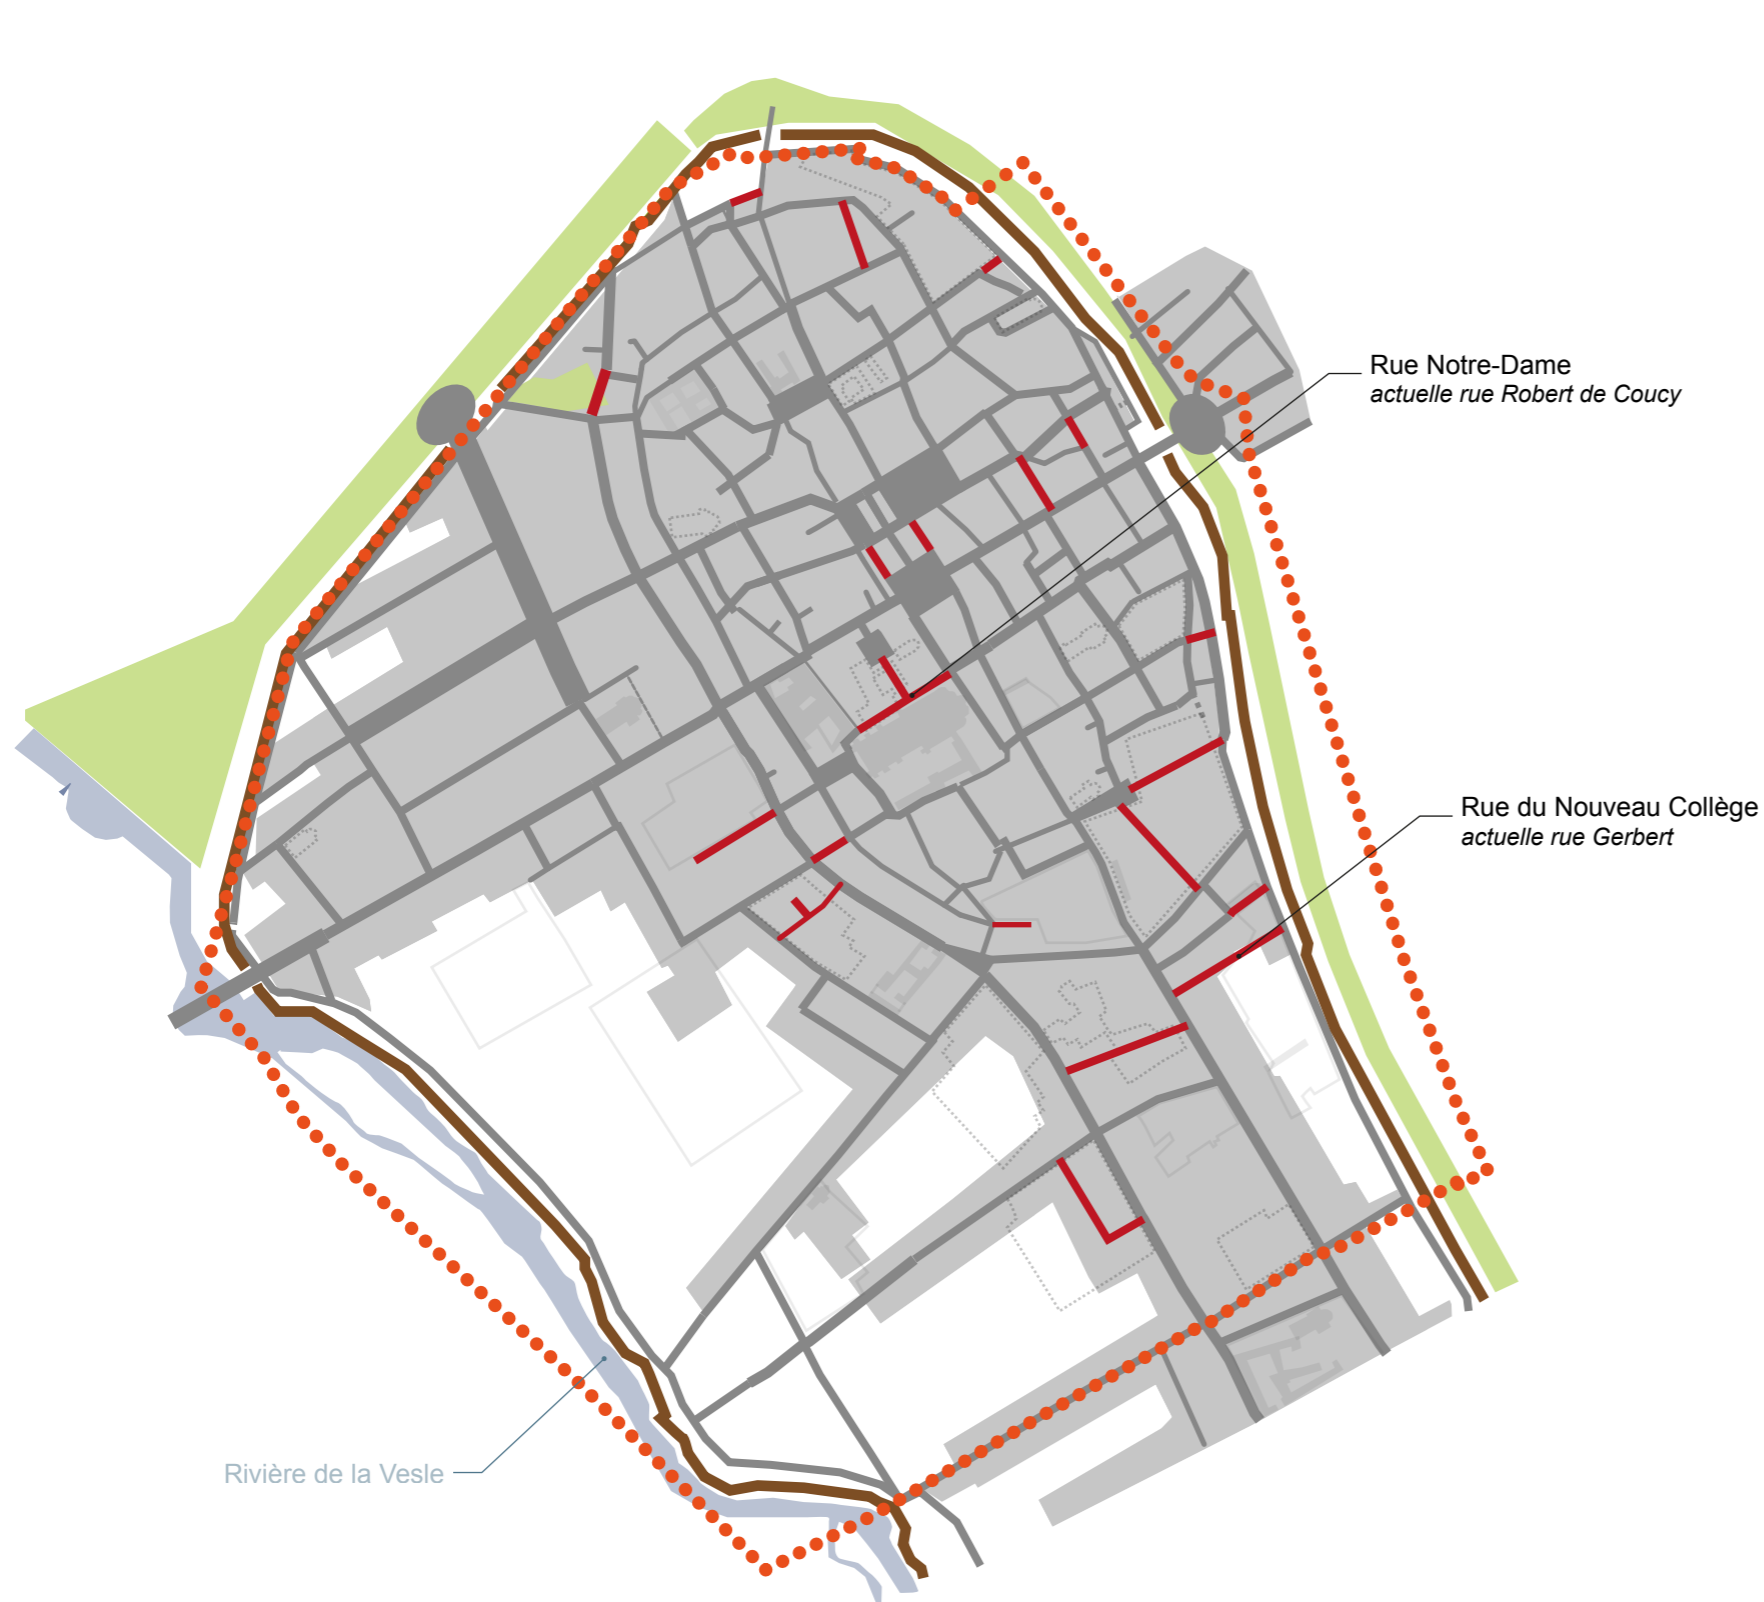 Rue Notre-Dame
actuelle rue Robert de Coucy
Rue du Nouveau Collège
actuelle rue Gerbert
Rivière de la Vesle